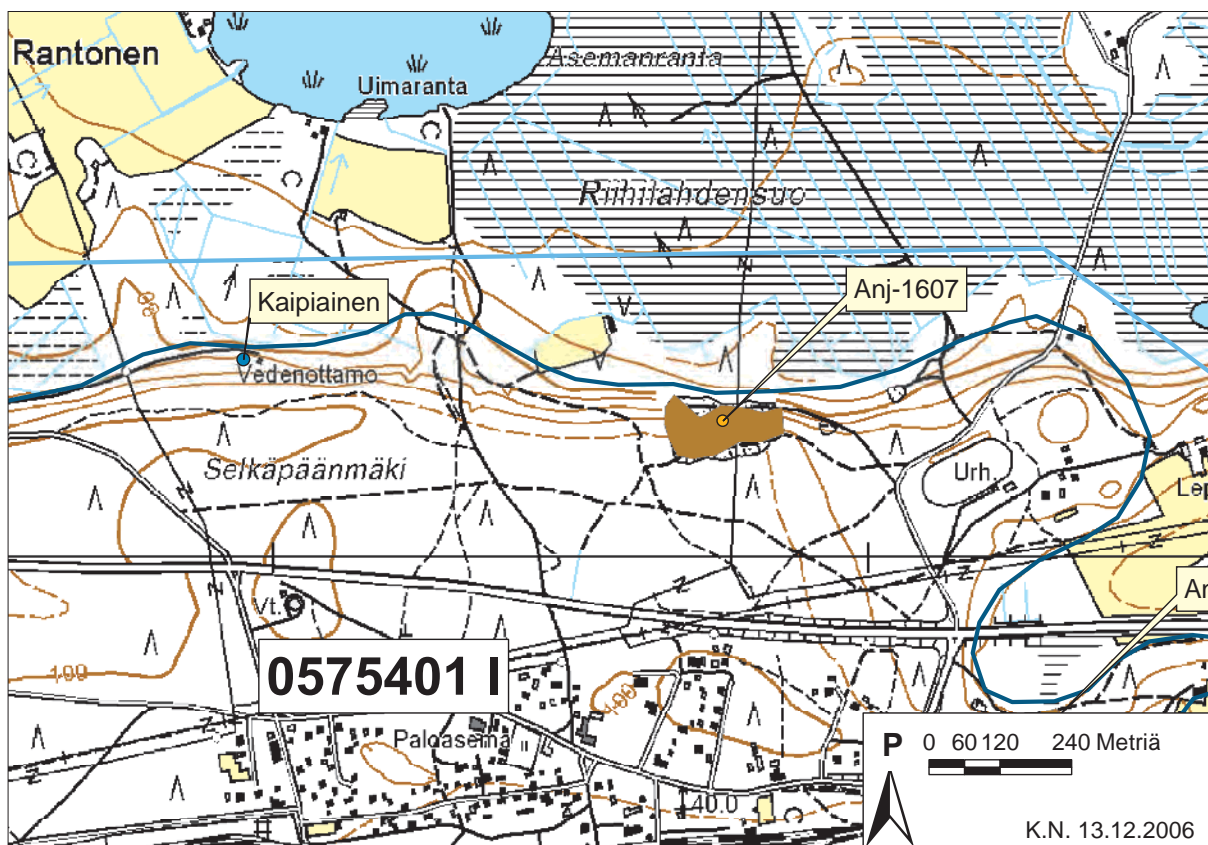 Rantonen
Uimaranta
Asemanranta
Riihilahdensuo
Anj-1607
Kaipiainen
Vedenottamo
Selkäpäänmäki
Urh.
Lep
An
Vt.
0575401 I
100
100
Paloasema
140.0
P 0 60 120 240 Metriä
K.N. 13.12.2006